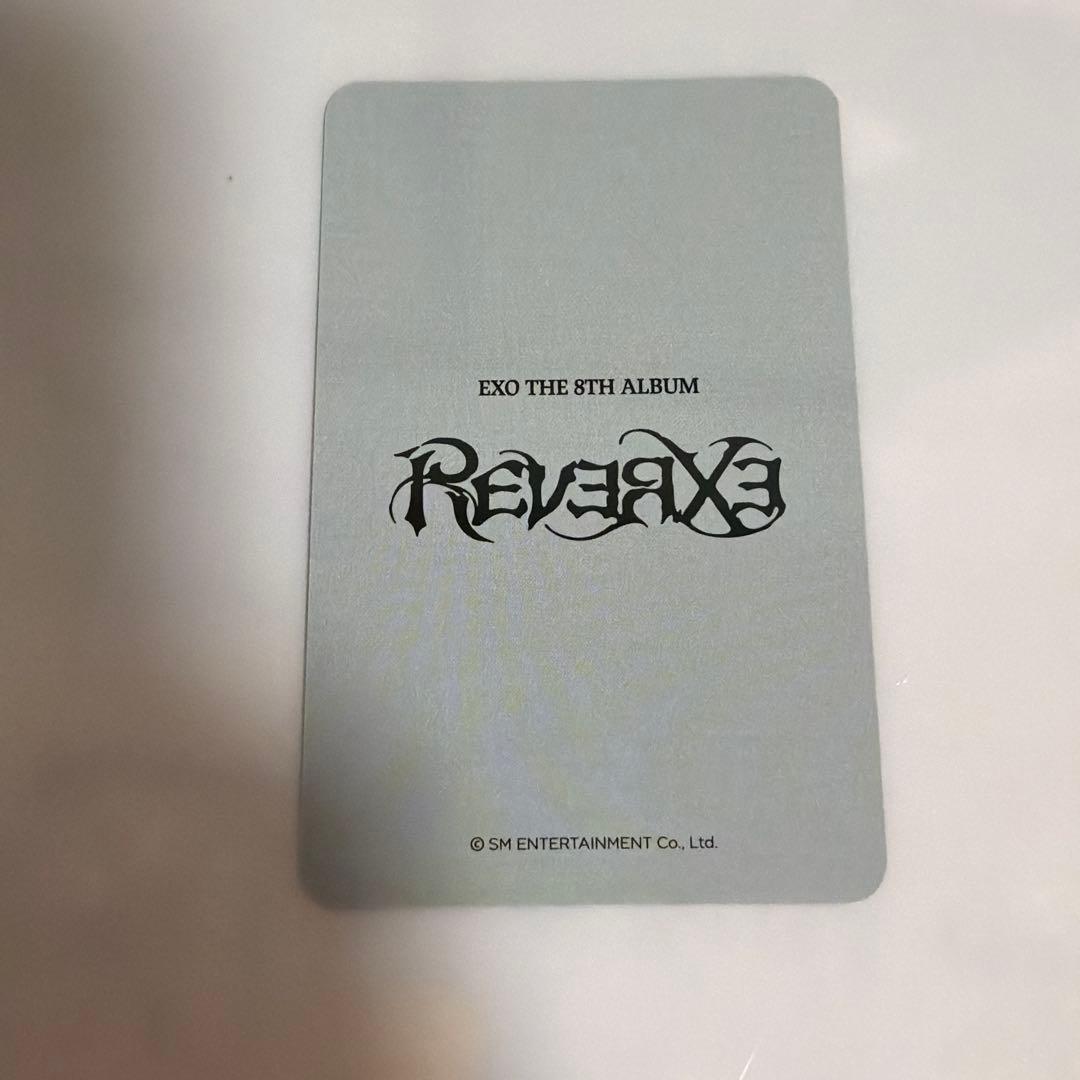 EXO THE 8TH ALBUM
REVERXE
© SM ENTERTAINMENT Co., Ltd.